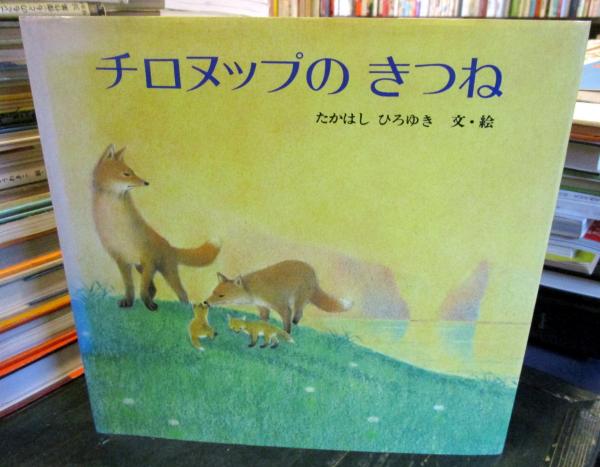 チロヌップの きつね
たかはし ひろゆき 文・絵